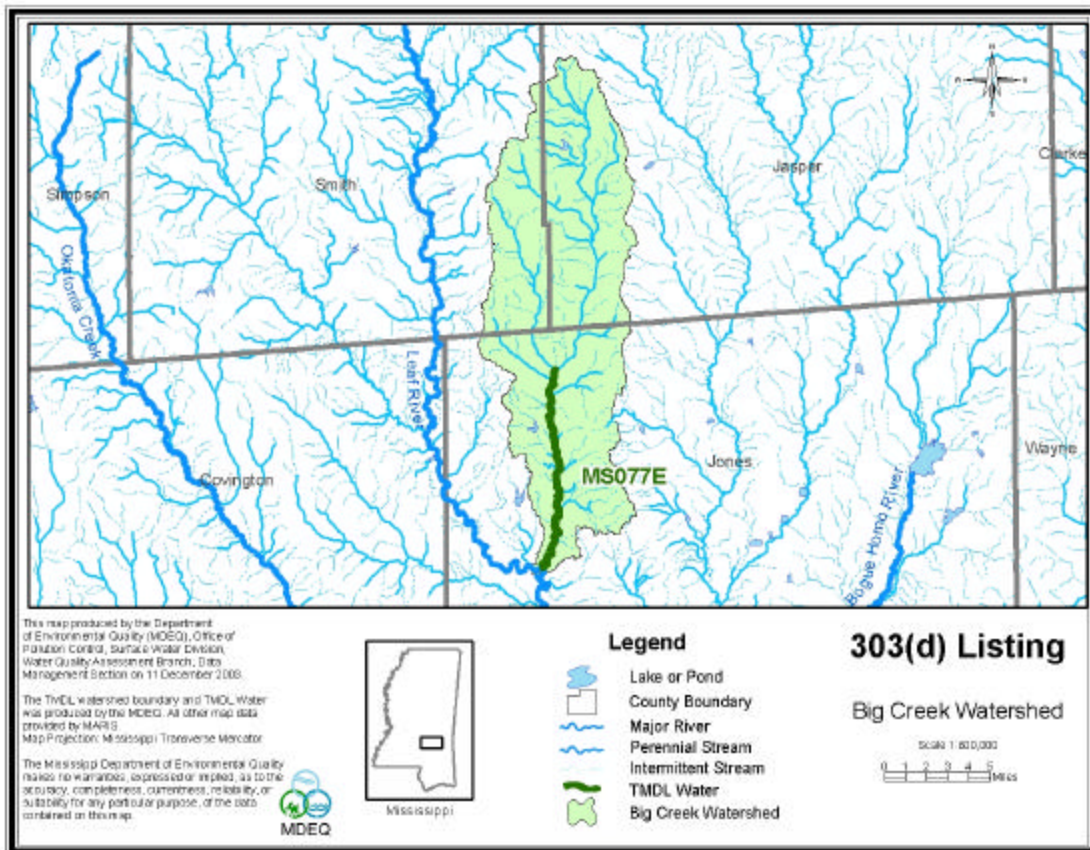 Simpson
Smith
Jasper
Clarke
Okatoma Creek
Leaf River
Covington
MS077E
Jones
Wayne
Bogue Homo River
This map produced by the Department
of Environmental Quality (MDEQ), Office of
Pollution Control, Surface Water Division,
Water Quality Assessment Branch, Data
Management Section on 11 December 2003.
The TMDL watershed boundary and TMDL Water
was produced by the MDEQ. All other map data
provided by MARIS
Map Projection: Mississippi Transverse Mercator
The Mississippi Department of Environmental Quality
makes no warranties, expressed or implied, as to the
accuracy, completeness, currentness, reliability, or
suitability for any particular purpose, of the data
contained on this map.
MDEQ
Mississippi
Legend
Lake or Pond
County Boundary
Major River
Perennial Stream
Intermittent Stream
TMDL Water
Big Creek Watershed
303(d) Listing
Big Creek Watershed
Scale 1:600,000
0 1 2 3 4 5
Miles